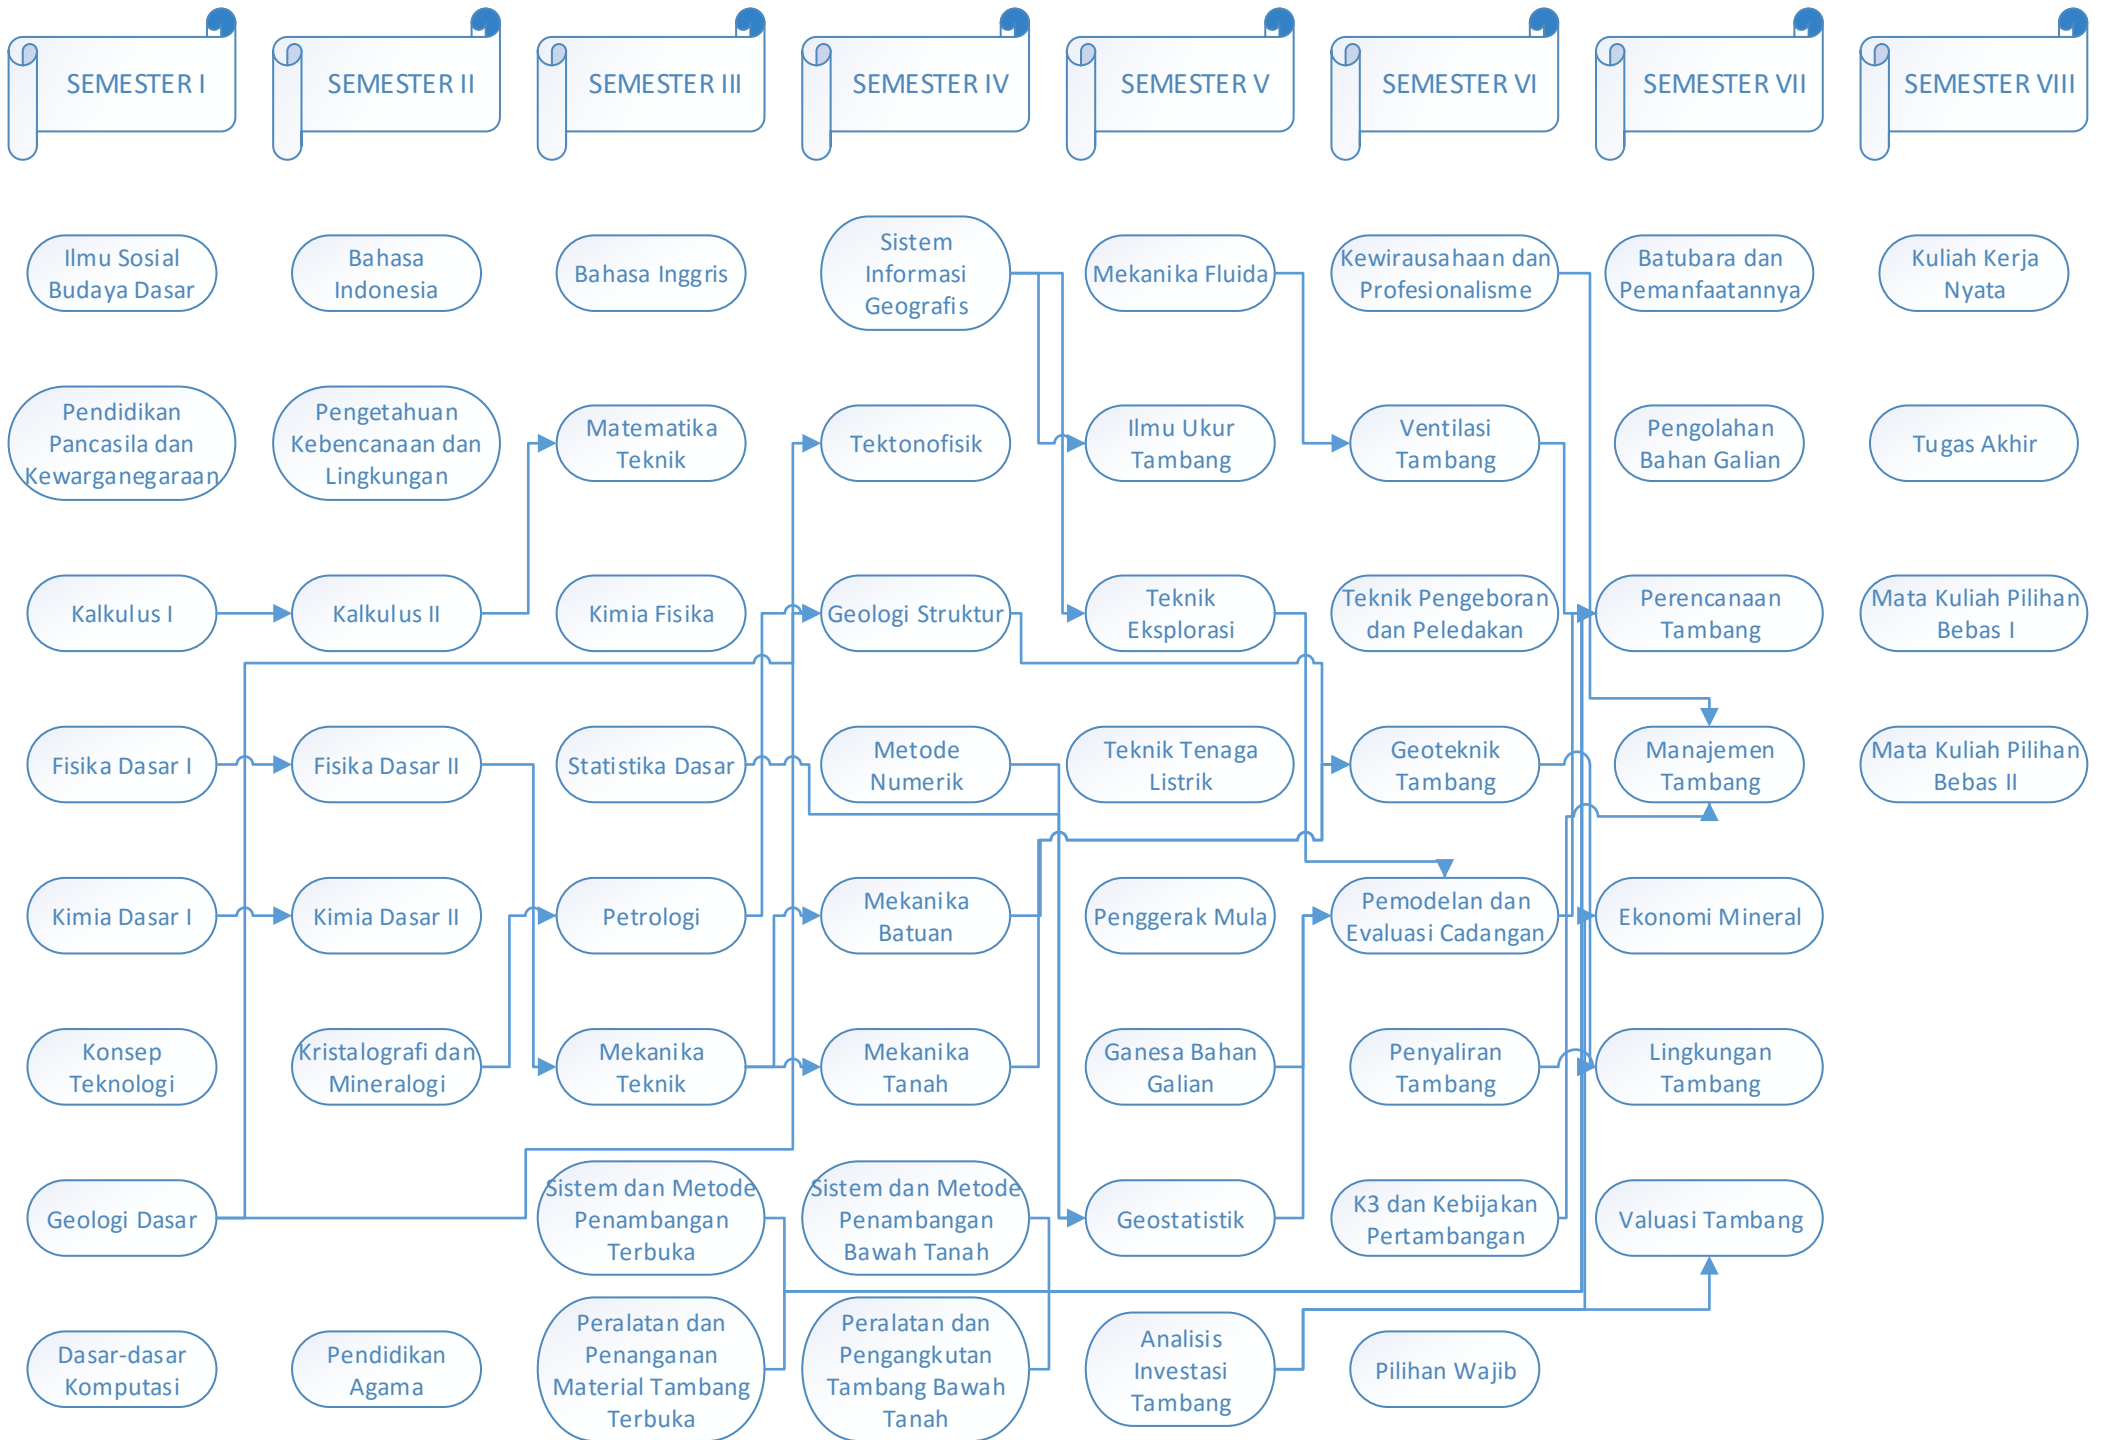 SEMESTER I
SEMESTER II
SEMESTER III
SEMESTER IV
SEMESTER V
SEMESTER VI
SEMESTER VII
SEMESTER VIII
Ilmu Sosial
Budaya Dasar
Bahasa
Indonesia
Bahasa Inggris
Sistem
Informasi
Geografis
Mekanika Fluida
Kewirausahaan dan
Profesionalisme
Batubara dan
Pemanfaatannya
Kuliah Kerja
Nyata
Pendidikan
Pancasila dan
Kewarganegaraan
Pengetahuan
Kebencanaan dan
Lingkungan
Matematika
Teknik
Tektonofisik
Ilmu Ukur
Tambang
Ventilasi
Tambang
Pengolahan
Bahan Galian
Tugas Akhir
Kalkulus I
Kalkulus II
Kimia Fisika
Geologi Struktur
Teknik
Eksplorasi
Teknik Pengeboran
dan Peledakan
Perencanaan
Tambang
Mata Kuliah Pilihan
Bebas I
Fisika Dasar I
Fisika Dasar II
Statistika Dasar
Metode
Numerik
Teknik Tenaga
Listrik
Geoteknik
Tambang
Manajemen
Tambang
Mata Kuliah Pilihan
Bebas II
Kimia Dasar I
Kimia Dasar II
Petrologi
Mekanika
Batuan
Penggerak Mula
Pemodelan dan
Evaluasi Cadangan
Ekonomi Mineral
Konsep
Teknologi
Kristalografi dan
Mineralogi
Mekanika
Teknik
Mekanika
Tanah
Ganesa Bahan
Galian
Penyaliran
Tambang
Lingkungan
Tambang
Geologi Dasar
Sistem dan Metode
Penambangan
Terbuka
Sistem dan Metode
Penambangan
Bawah Tanah
Geostatistik
K3 dan Kebijakan
Pertambangan
Valuasi Tambang
Dasar-dasar
Komputasi
Pendidikan
Agama
Peralatan dan
Penanganan
Material Tambang
Terbuka
Peralatan dan
Pengangkutan
Tambang Bawah
Tanah
Analisis
Investasi
Tambang
Pilihan Wajib